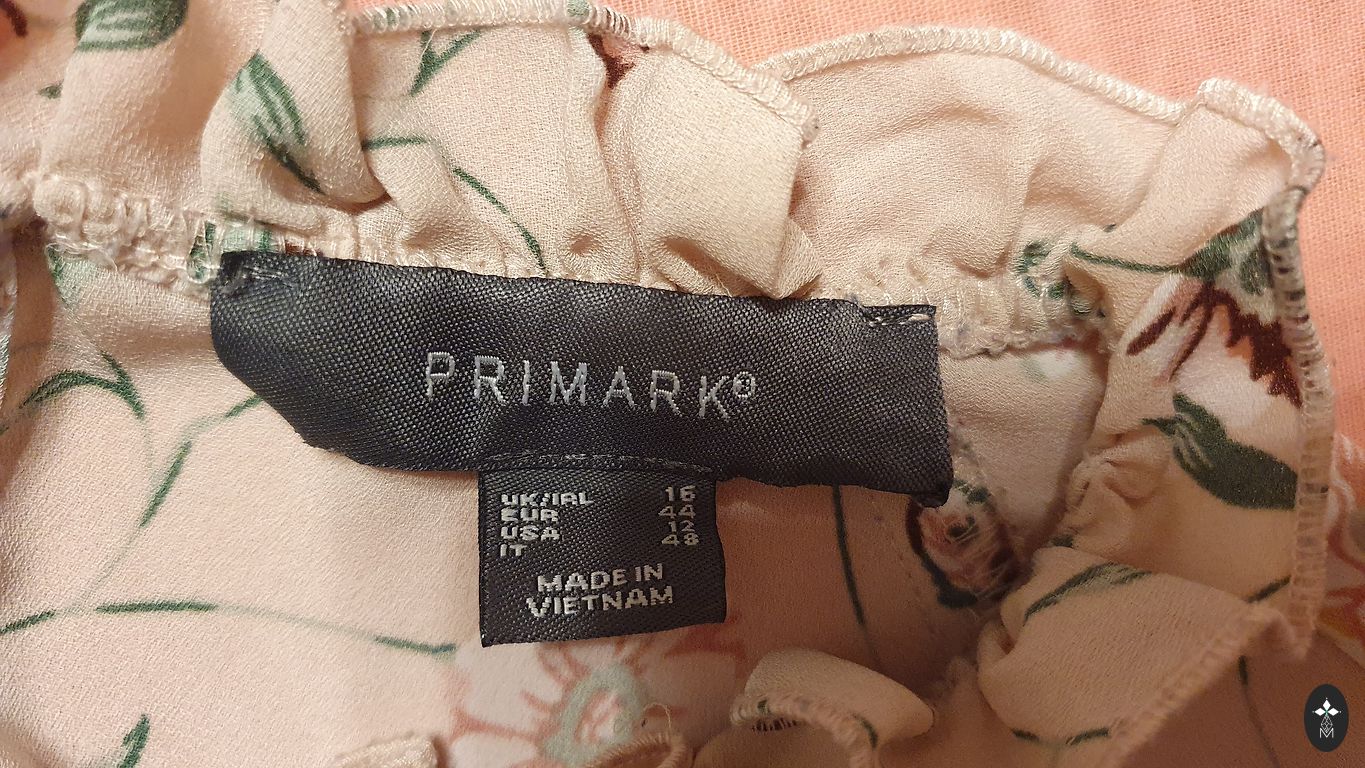 PRIMARK®
UK/IRL 16
EUR 44
USA 12
IT 48
MADE IN
VIETNAM
M